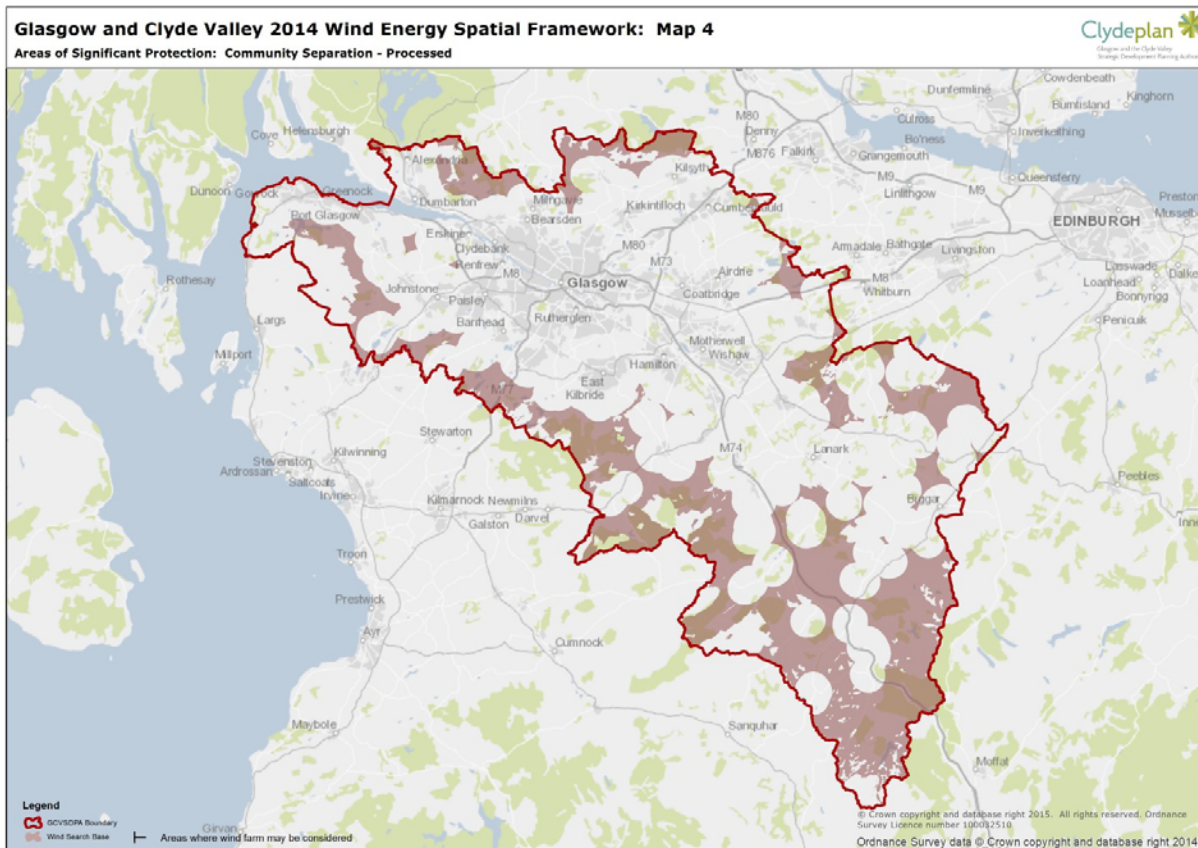 Glasgow and Clyde Valley 2014 Wind Energy Spatial Framework: Map 4
Areas of Significant Protection: Community Separation - Processed
Clydeplan
Glasgow and the Clyde Valley
Strategic Development Planning Authority
Cowdenbeath
Kinghorn
Dunfermline
Burntisland
M80
Culross
Denny
Bo'ness
Inverkeithing
Helensburgh
Cove
M876
Falkirk
Grangemouth
Alexandria
Kilsyth
M9
Queensferry
Dunoon
Gourock
Greenock
Linlithgow
M9
Dumbarton
Milngavie
Kirkintilloch
Cumbernauld
Port Glasgow
Bearsden
EDINBURGH
Erskine
Clydebank
M80
Armadale
Bathgate
Livingston
Renfrew
M8
M73
Airdrie
M8
Lasswade
Rothesay
Glasgow
Whitburn
Loanhead
Johnstone
Coatbridge
Bonnyrigg
Paisley
Largs
Barrhead
Rutherglen
Penicuik
Motherwell
Wishaw
Millport
Hamilton
East
Kilbride
M77
Stewarton
M74
Lanark
Kilwinning
Stevenston
Ardrossan
Saltcoats
Peebles
Irvine
Kilmarnock
Newmilns
Biggar
Galston
Darvel
Troon
Prestwick
Ayr
Cumnock
Maybole
Sanquhar
Moffat
Girvan
Legend
GCVSDPA Boundary
Wind Search Base
Areas where wind farm may be considered
© Crown copyright and database right 2015. All rights reserved. Ordnance
Survey Licence number 100032510
Ordnance Survey data © Crown copyright and database right 2014